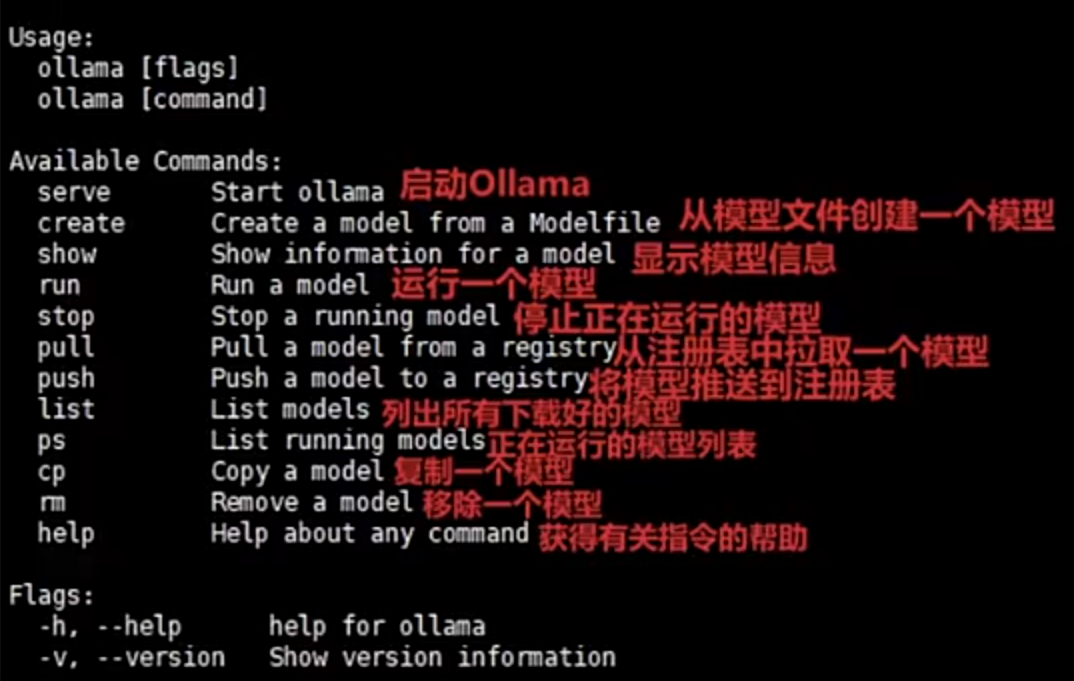 Usage:
ollama [flags]
ollama [command]
Available Commands:
serve Start ollama 启动Ollama
create Create a model from a Modelfile 从模型文件创建一个模型
show Show information for a model 显示模型信息
run Run a model 运行一个模型
stop Stop a running model 停止正在运行的模型
pull Pull a model from a registry 从注册表中拉取一个模型
push Push a model to a registry 将模型推送到注册表
list List models 列出所有下载好的模型
ps List running models 正在运行的模型列表
cp Copy a model 复制一个模型
rm Remove a model 移除一个模型
help Help about any command 获得有关指令的帮助
Flags:
-h, --help help for ollama
-v, --version Show version information